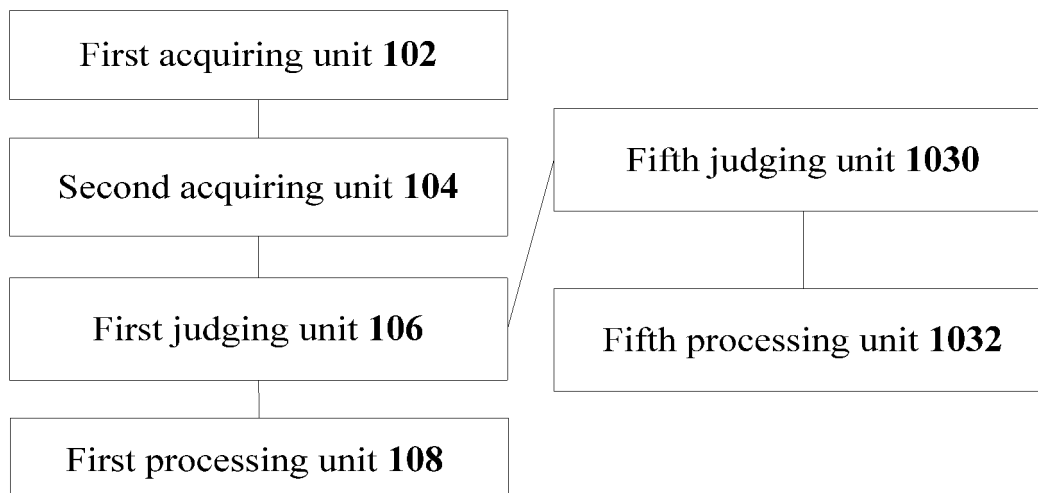 First acquiring unit 102
Second acquiring unit 104
First judging unit 106
First processing unit 108
Fifth judging unit 1030
Fifth processing unit 1032